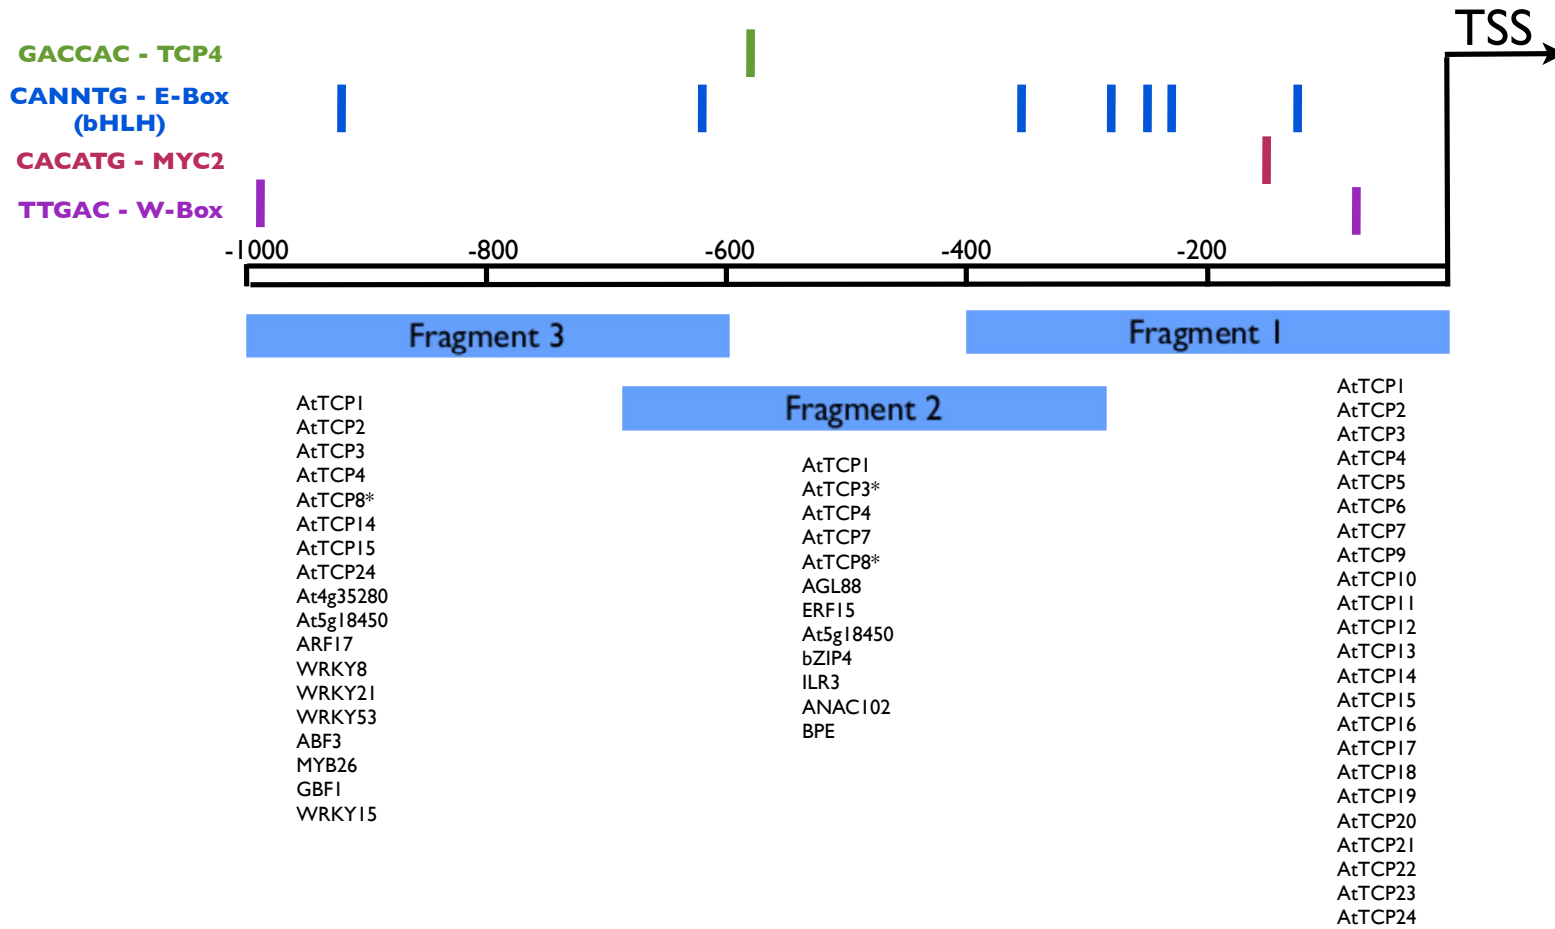 TSS
GACCAC - TCP4
CANNTG - E-Box
(bHLH)
CACATG - MYC2
TTGAC - W-Box
-1000 -800 -600 -400 -200
Fragment 3
Fragment 1
Fragment 2
AtTCP1
AtTCP2
AtTCP3
AtTCP4
AtTCP8*
AtTCP14
AtTCP15
AtTCP24
At4g35280
At5g18450
ARF17
WRKY8
WRKY21
WRKY53
ABF3
MYB26
GBF1
WRKY15
AtTCP1
AtTCP3*
AtTCP4
AtTCP7
AtTCP8*
AGL88
ERF15
At5g18450
bZIP4
ILR3
ANAC102
BPE
AtTCP1
AtTCP2
AtTCP3
AtTCP4
AtTCP5
AtTCP6
AtTCP7
AtTCP9
AtTCP10
AtTCP11
AtTCP12
AtTCP13
AtTCP14
AtTCP15
AtTCP16
AtTCP17
AtTCP18
AtTCP19
AtTCP20
AtTCP21
AtTCP22
AtTCP23
AtTCP24